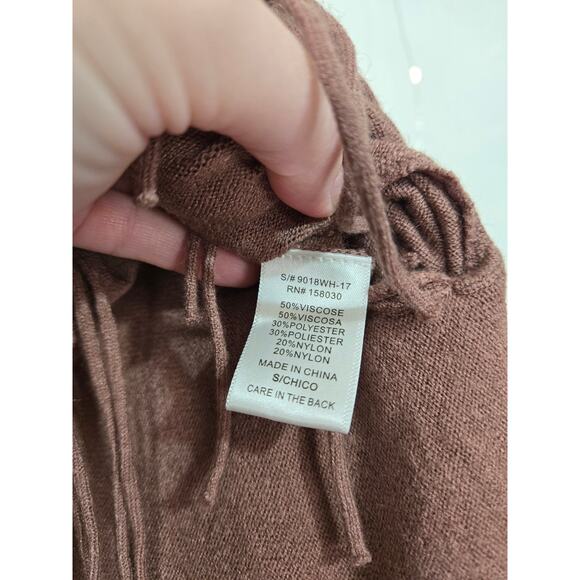 S/# 9018WH-17
RN# 158030
50%VISCOSE
50%VISCOSA
30%POLYESTER
30%POLIESTER
20%NYLON
20%NYLON
MADE IN CHINA
S/CHICO
CARE IN THE BACK